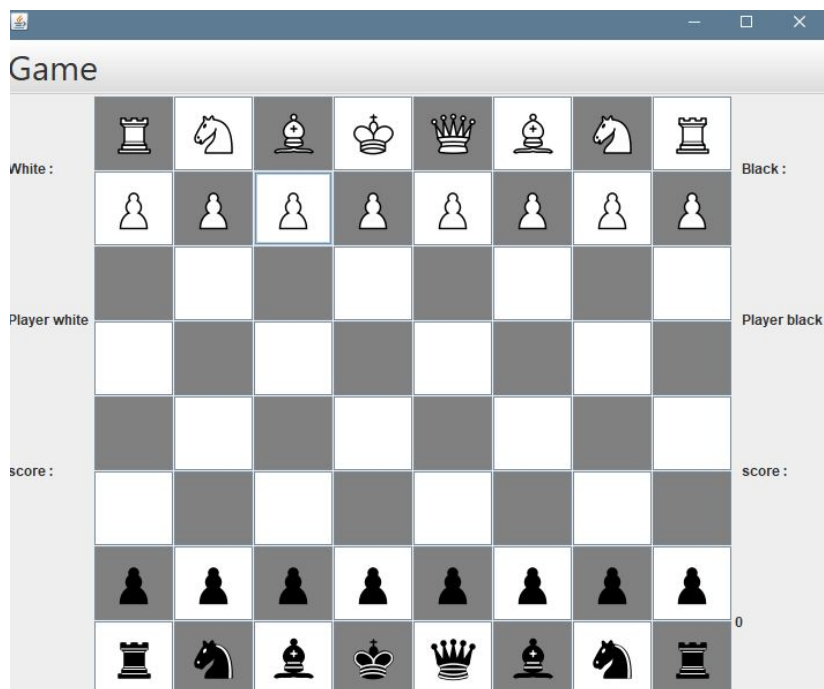 Game
White :
Black :
Player white
Player black
score :
score :
0